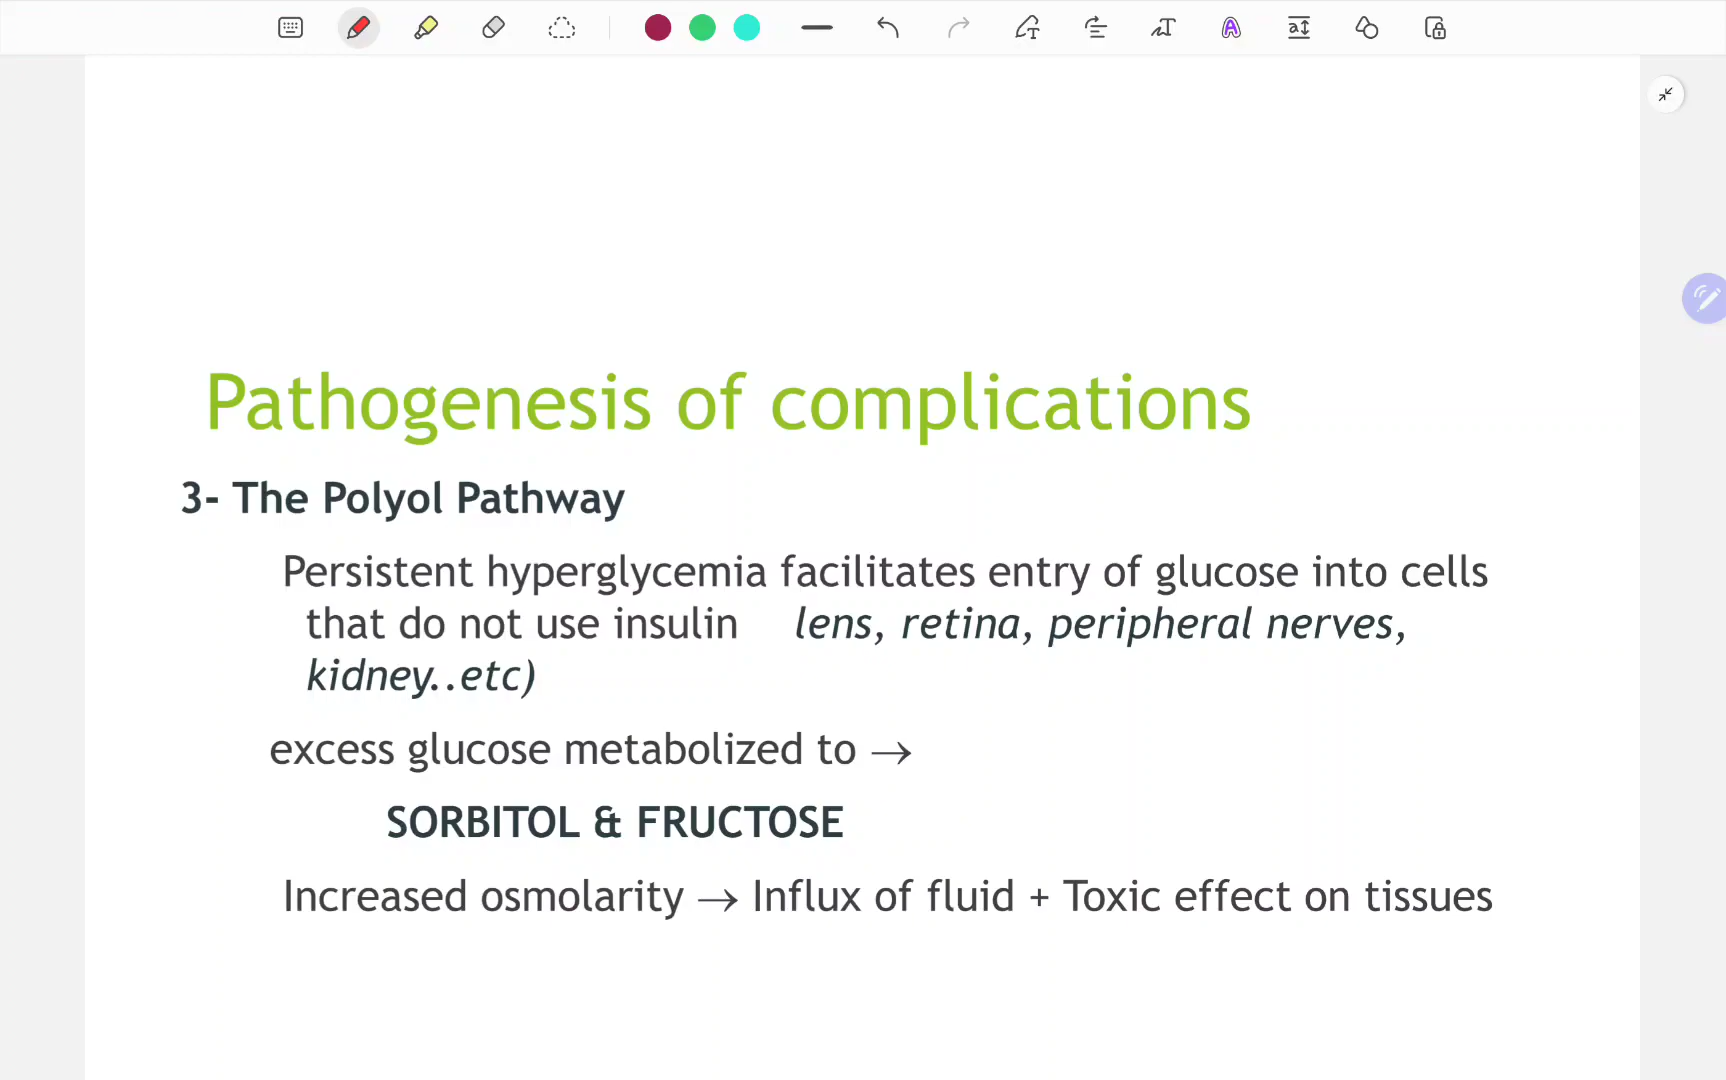 Pathogenesis of complications
3- The Polyol Pathway
Persistent hyperglycemia facilitates entry of glucose into cells
that do not use insulin lens, retina, peripheral nerves,
kidney..etc)
excess glucose metabolized to →
SORBITOL & FRUCTOSE
Increased osmolarity → Influx of fluid + Toxic effect on tissues